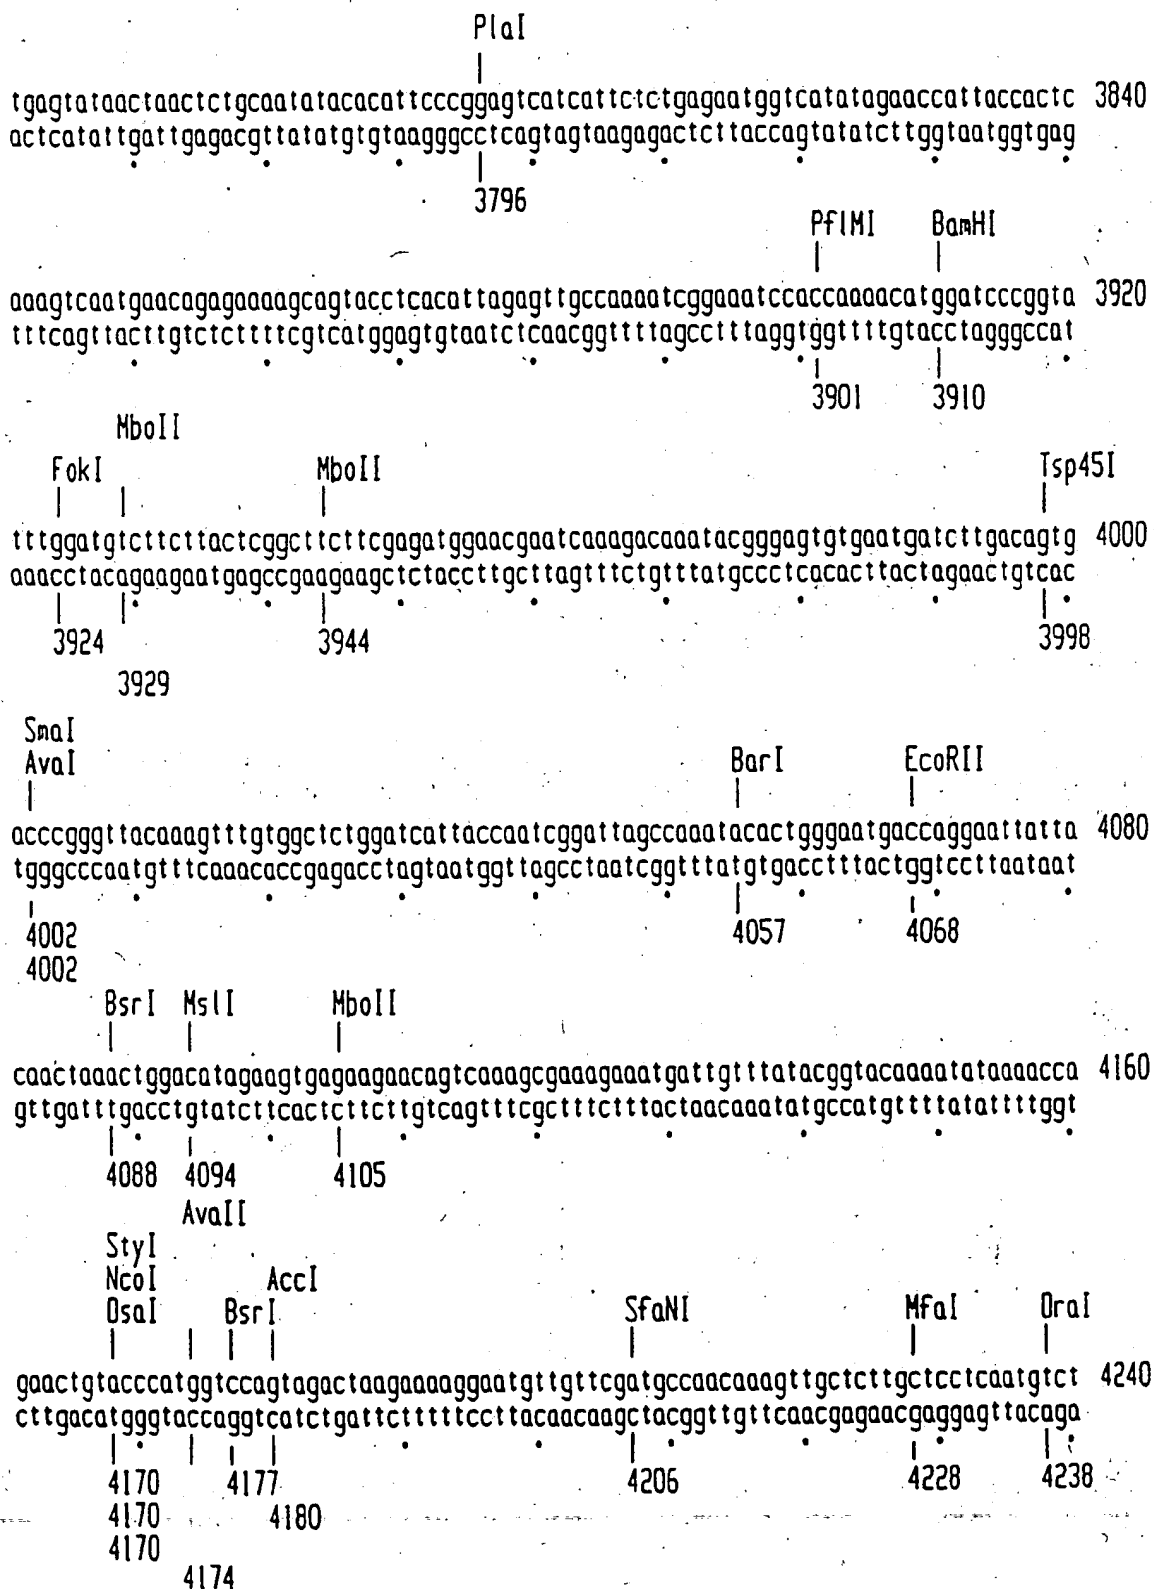 PlaI
tgagtataactaactctgcaatatacacattcccgggagtcatcattctctgagaatggtcatatagaaccattaccactc 3840
actcatattgattgagacgttatatgtgtaagggcctcagtagtaagagactcttaccagtatatcttggtaatggtgag
3796
PflMI BamHI
aaagtcaatgaacagagaaaagcagtacctcacattagagttgccaaaatcggaaatccaccaaaacatggatcccggta 3920
tttcagttacttgtctcttttcgtcatggagtgtaatctcaacggttttagcctttaggtggttttgtacctagggccat
3901 3910
MboII
FokI MboII Tsp45I
tttggatgtcttcttactcggcttcttcgagatggaacgaatcaaagacaaatacgggagtgtgaatgatcttgacagtg 4000
aaacctacagaagaatgagccgaagaagctctaccttgcttagtttctgtttatgccctcacacttactagaactgtcac
3924 3944 3998
3929
SmaI
AvaI BarI EcoRII
acccgggttacaaagtttgtggctctggatcattaccaatcggattagccaaatacactgggaatgaccaggaattatta 4080
tgggcccaatgtttcaaacaccgagacctagtaatggttagcctaatcggtttatgtgacctttactggtccttaataat
4002 4057 4068
4002
BsrI MslI MboII
caactaaactggacatagaagtgagaagaacagtcaaagcgaaagaaatgattgtttatacggtacaaaatataaaacca 4160
gttgatttgacctgtatcttcactcttcttgtcagtttcgctttctttactaacaaatatgccatgttttatattttggt
4088 4094 4105
AvaII
StyI
NcoI AccI
DsaI BsrI SfaNI MfaI DraI
gaactgtacccatggtccagtagactaagaaaaggaatgttgttcgatgccaacaaagttgctcttgctcctcaatgtct 4240
cttgacatgggtaccaggtcatctgattctttttccttacaacaagctacggttgttcaacgagaacgaggagttacaga
4170 4177 4206 4228 4238
4170 4180
4170
4174